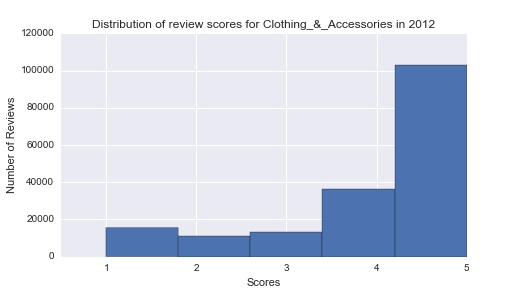 Distribution of review scores for Clothing_&_Accessories in 2012
120000
100000
80000
60000
40000
20000
0
Number of Reviews
1 2 3 4 5
Scores